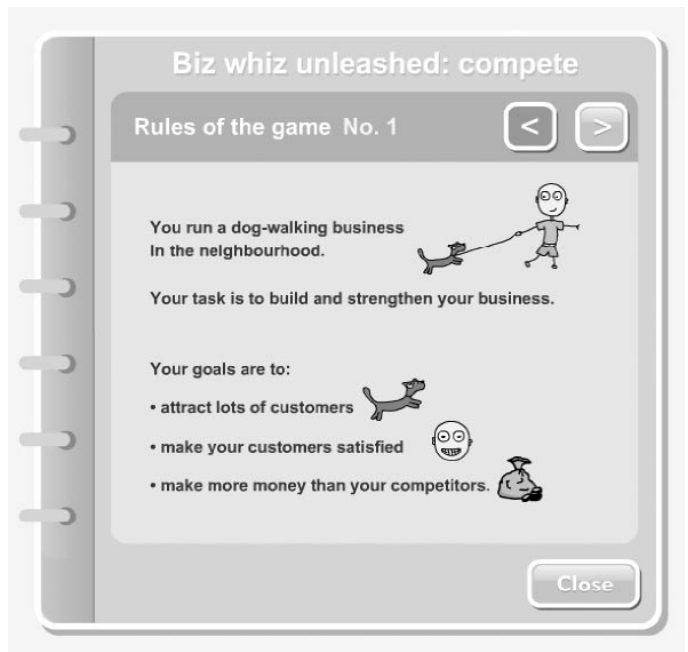 Biz whiz unleashed: compete
Rules of the game No. 1
< >
You run a dog-walking business
In the neighbourhood.
Your task is to build and strengthen your business.
Your goals are to:
• attract lots of customers
• make your customers satisfied
• make more money than your competitors.
Close